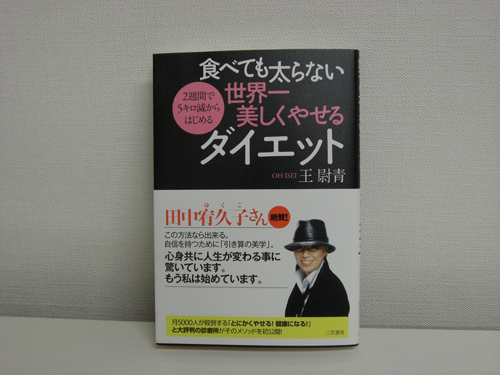 食べても太らない
2週間で
5キロ減から
はじめる
世界一
美しくやせる
ダイエット
OH ISEI 王 尉青
ゆくこ
田中宥久子さん 絶賛!
この方法なら出来る。
自信を持つために「引き算の美学」。
心身共に人生が変わる事に
驚いています。
もう私は始めています。
月5000人が殺到する「とにかくやせる!健康になる!」
と大評判の診療所がそのメソッドを初公開!
三笠書房